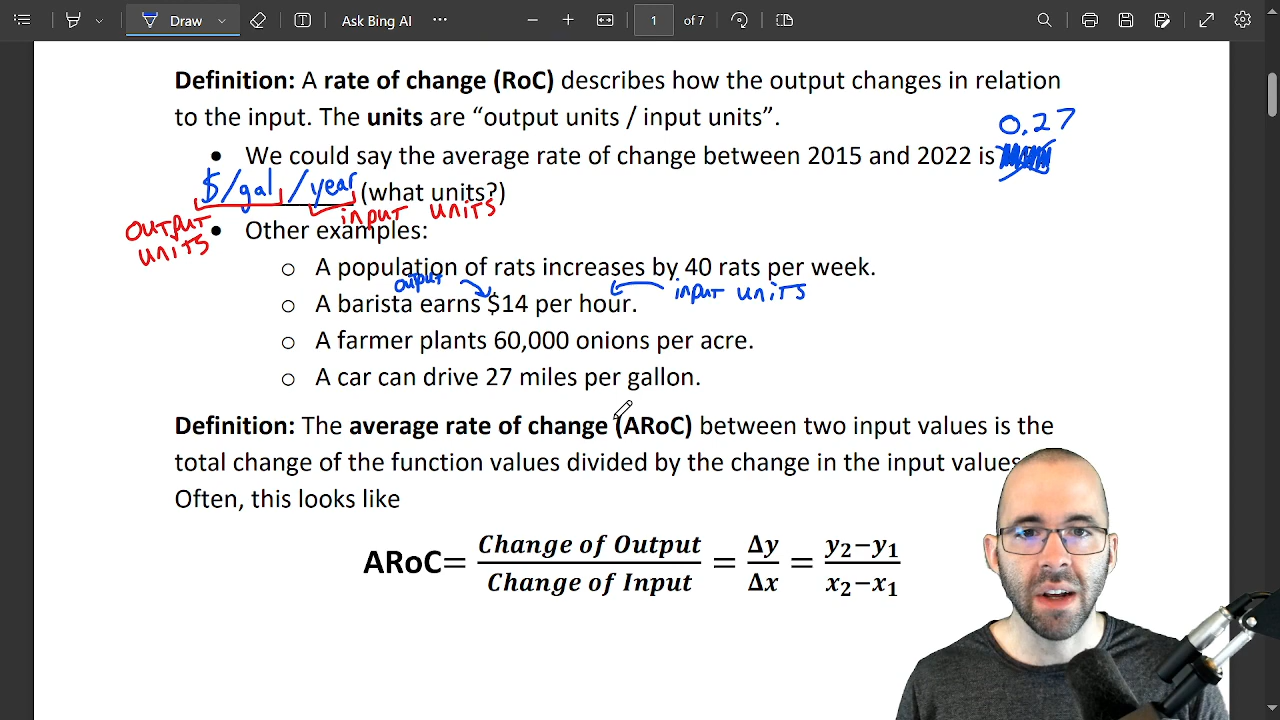 Draw
Ask Bing AI
1 of 7
Definition: A rate of change (RoC) describes how the output changes in relation
to the input. The units are “output units / input units”.
0.27
We could say the average rate of change between 2015 and 2022 is
$/gal / year (what units?)
OUTPUT UNITS
INPUT UNITS
Other examples:
A population of rats increases by 40 rats per week.
OUTPUT
INPUT UNITS
A barista earns $14 per hour.
A farmer plants 60,000 onions per acre.
A car can drive 27 miles per gallon.
Definition: The average rate of change (ARoC) between two input values is the
total change of the function values divided by the change in the input values
Often, this looks like
ARoC= Change of Output / Change of Input = Δy / Δx = y₂−y₁ / x₂−x₁